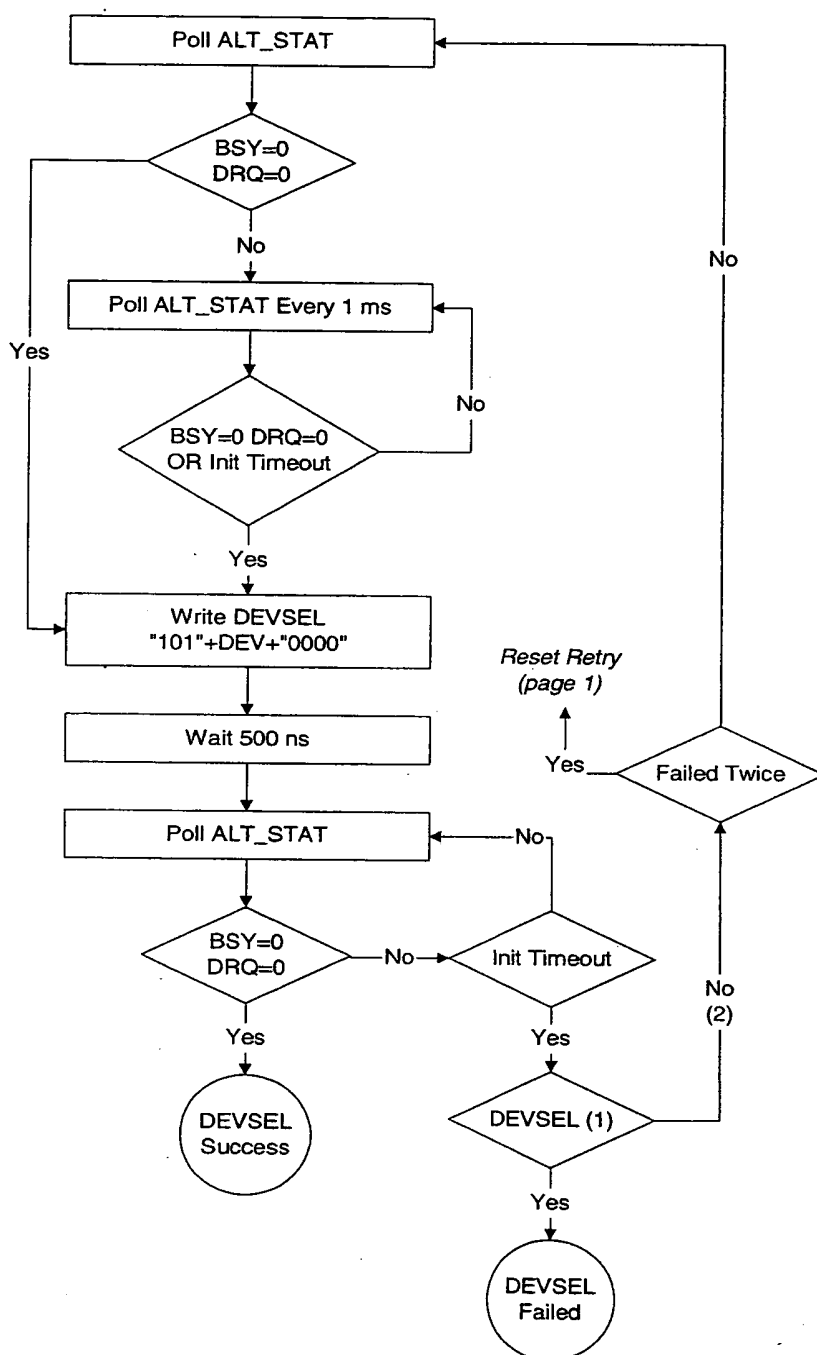 Poll ALT_STAT
BSY=0
DRQ=0
No
No
Poll ALT_STAT Every 1 ms
Yes
No
BSY=0 DRQ=0
OR Init Timeout
Yes
Write DEVSEL
"101"+DEV+"0000"
Reset Retry
(page 1)
Wait 500 ns
Yes
Failed Twice
Poll ALT_STAT
No
BSY=0
DRQ=0
No
Init Timeout
No
(2)
Yes
Yes
DEVSEL
Success
DEVSEL (1)
Yes
DEVSEL
Failed